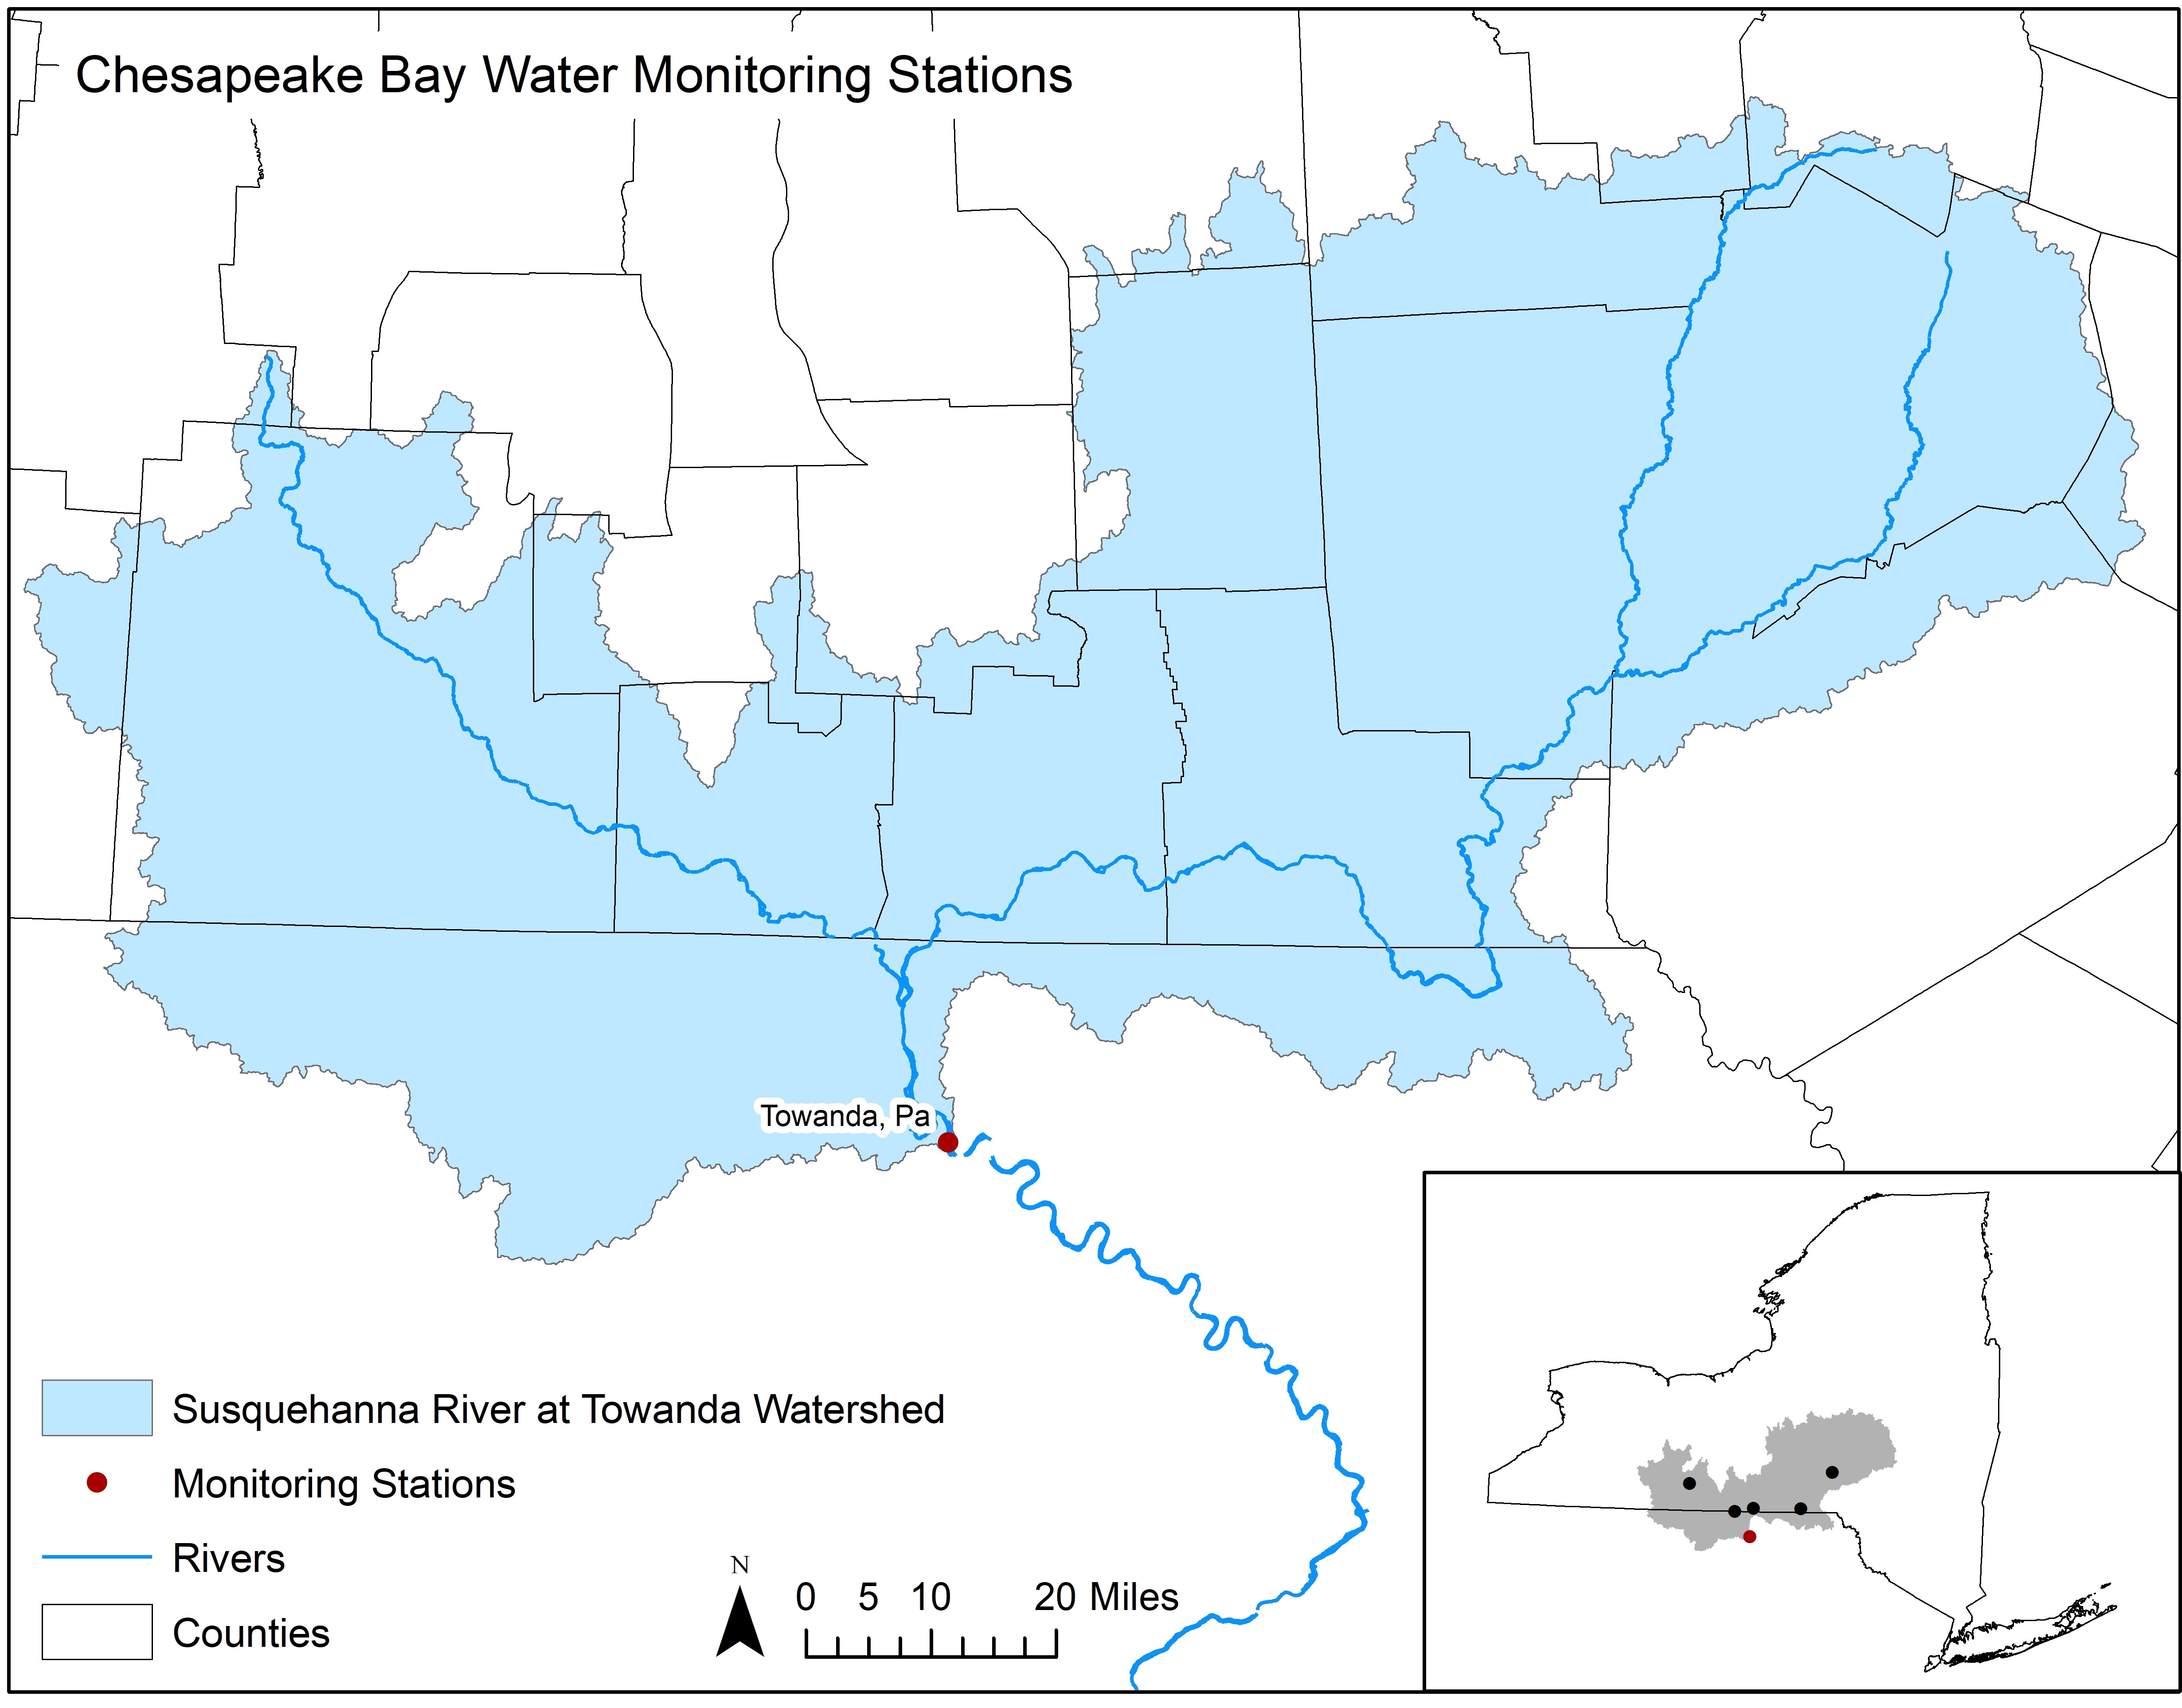 Chesapeake Bay Water Monitoring Stations
Towanda, Pa
Susquehanna River at Towanda Watershed
Monitoring Stations
Rivers
Counties
N
0 5 10 20 Miles